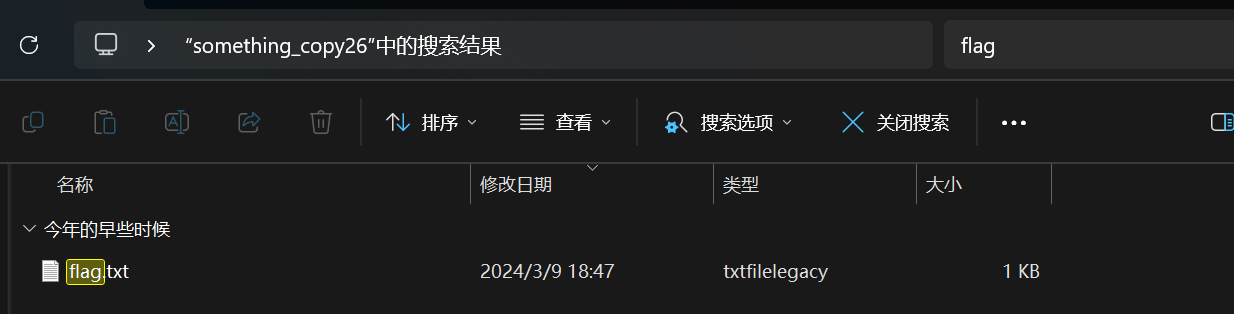 "something_copy26"中的搜索结果
flag
排序
查看
搜索选项
关闭搜索
名称
修改日期
类型
大小
今年的早些时候
flag.txt
2024/3/9 18:47
txtfilelegacy
1 KB